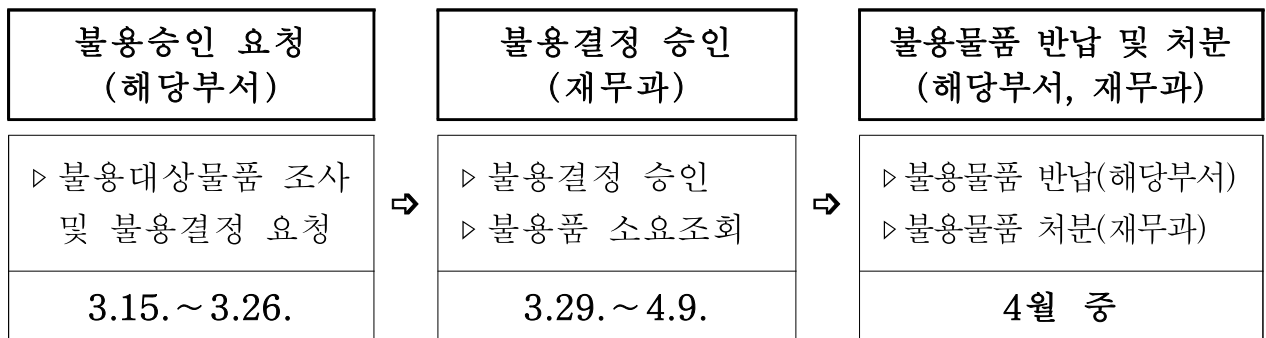 불용승인 요청
(해당부서)
▷불용대상물품 조사
및 불용결정 요청
3.15.~3.26.
⇨
불용결정 승인
(재무과)
▷불용결정 승인
▷불용품 소요조회
3.29.~4.9.
⇨
불용물품 반납 및 처분
(해당부서, 재무과)
▷불용물품 반납(해당부서)
▷불용물품 처분(재무과)
4월 중